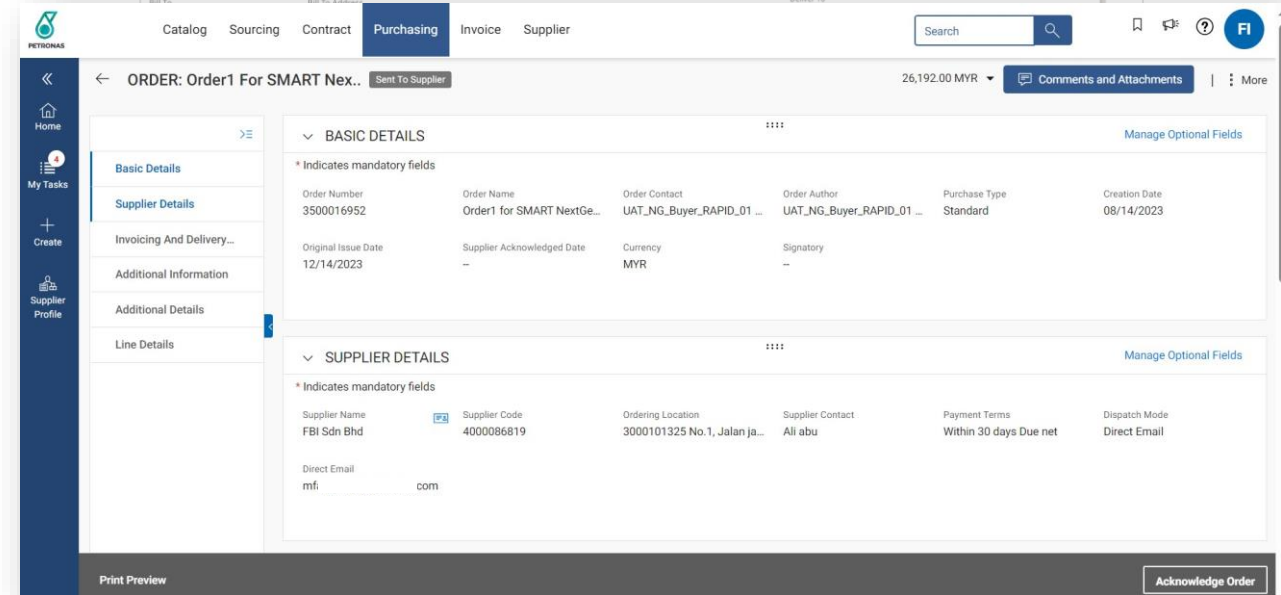 Catalog Sourcing Contract Purchasing Invoice Supplier Search FI
PETRONAS
ORDER: Order1 For SMART Nex.. Sent To Supplier 26,192.00 MYR Comments and Attachments More
Home
4
My Tasks
Create
Supplier
Profile
Basic Details
Supplier Details
Invoicing And Delivery...
Additional Information
Additional Details
Line Details
BASIC DETAILS Manage Optional Fields
* Indicates mandatory fields
Order Number Order Name Order Contact Order Author Purchase Type Creation Date
3500016952 Order1 for SMART NextGe... UAT_NG_Buyer_RAPID_01 ... UAT_NG_Buyer_RAPID_01 ... Standard 08/14/2023
Original Issue Date Supplier Acknowledged Date Currency Signatory
12/14/2023 – MYR –
SUPPLIER DETAILS Manage Optional Fields
* Indicates mandatory fields
Supplier Name Supplier Code Ordering Location Supplier Contact Payment Terms Dispatch Mode
FBI Sdn Bhd 4000086819 3000101325 No.1, Jalan ja... Ali abu Within 30 days Due net Direct Email
Direct Email
com
Print Preview Acknowledge Order